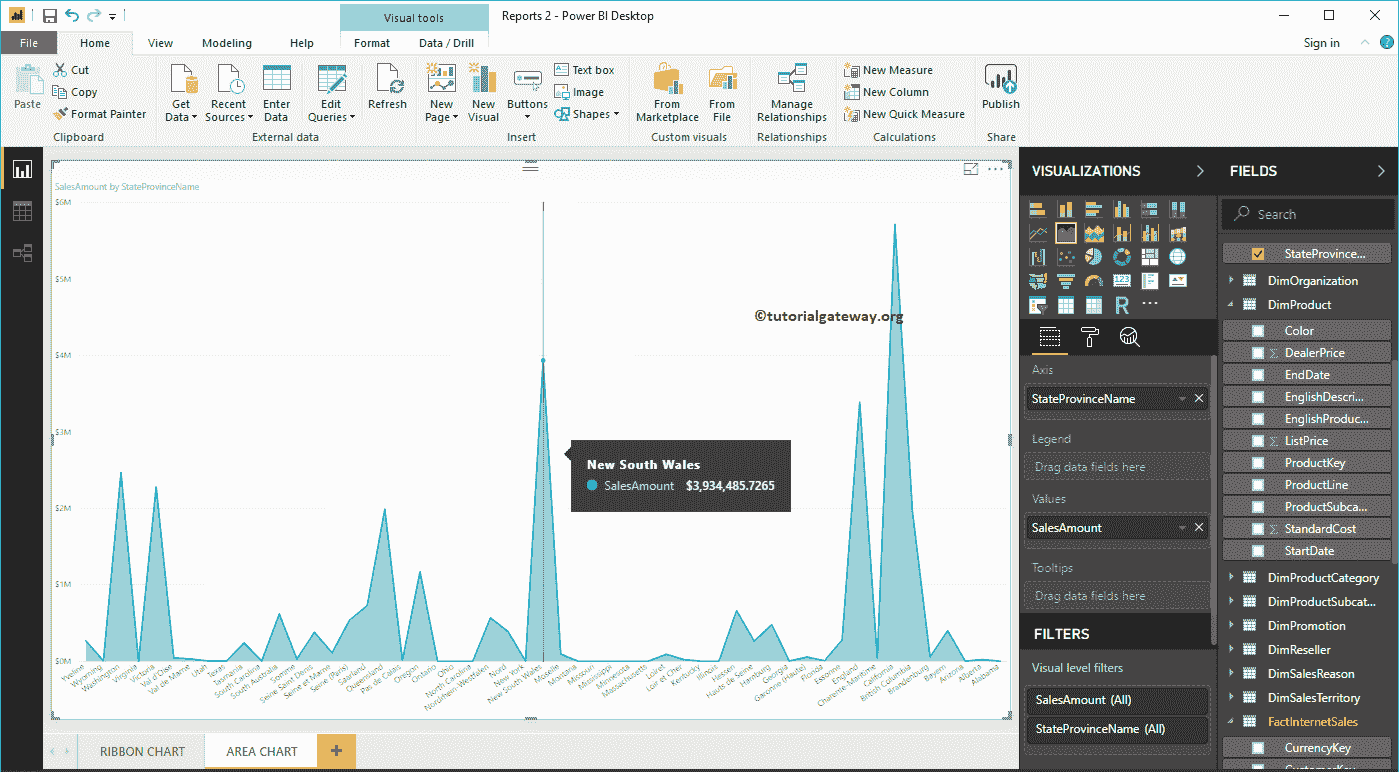 Visual tools
Reports 2 - Power BI Desktop
File
Home
View
Modeling
Help
Format
Data / Drill
Sign in
?
Paste
Cut
Copy
Format Painter
Clipboard
Get Data
Recent Sources
Enter Data
Edit Queries
External data
Refresh
New Page
New Visual
Buttons
Text box
Image
Shapes
Insert
From Marketplace
From File
Custom visuals
Manage Relationships
Relationships
New Measure
New Column
New Quick Measure
Calculations
Publish
Share
SalesAmount by StateProvinceName
$6M
$5M
$4M
$3M
$2M
$1M
$0M
©tutorialgateway.org
New South Wales
SalesAmount $3,934,485.7265
Yveline
Wyoming
Washington
Virginia
Victoria
Val d'Oise
Val de Marne
Utah
Texas
Tasmania
South Carolina
South Australia
Somme
Seine Saint Denis
Seine et Marne
Seine (Paris)
Saarland
Queensland
Pas de Calais
Oregon
Ontario
Ohio
North Carolina
Nordrhein-Westfalen
Nord
New York
New South Wales
Moselle
Montana
Missouri
Mississippi
Minnesota
Massachusetts
Loiret
Loir et Cher
Kentucky
Illinois
Hessen
Hauts de Seine
Hamburg
Georgia
Garonne (Haute)
Florida
Essonne
England
Charente-Maritime
California
British Columbia
Brandenburg
Bayern
Arizona
Alberta
Alabama
RIBBON CHART
AREA CHART
+
VISUALIZATIONS
123
R
Axis
StateProvinceName
Legend
Drag data fields here
Values
SalesAmount
Tooltips
Drag data fields here
FILTERS
Visual level filters
SalesAmount (All)
StateProvinceName (All)
FIELDS
Search
StateProvince...
DimOrganization
DimProduct
Color
Σ DealerPrice
EndDate
EnglishDescri...
EnglishProduc...
Σ ListPrice
ProductKey
ProductLine
ProductSubca...
Σ StandardCost
StartDate
DimProductCategory
DimProductSubcat...
DimPromotion
DimReseller
DimSalesReason
DimSalesTerritory
FactInternetSales
CurrencyKey
CustomerKey